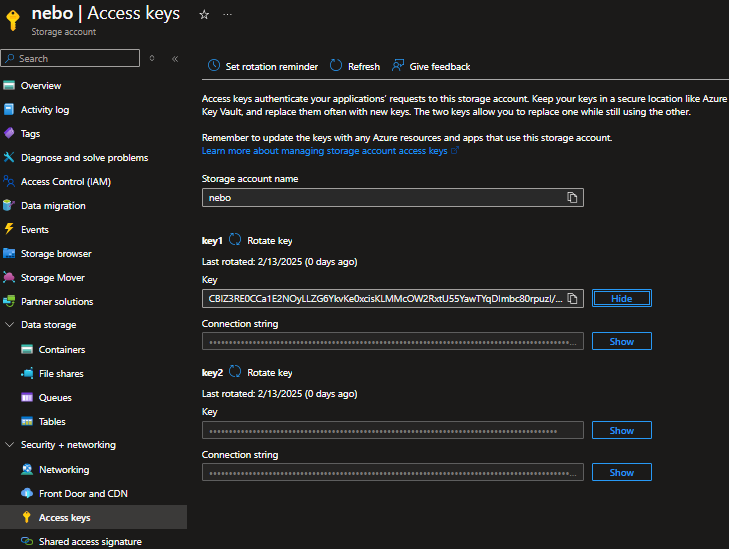 nebo | Access keys
Storage account
Search
Overview
Activity log
Tags
Diagnose and solve problems
Access Control (IAM)
Data migration
Events
Storage browser
Storage Mover
Partner solutions
Data storage
Containers
File shares
Queues
Tables
Security + networking
Networking
Front Door and CDN
Access keys
Shared access signature
Set rotation reminder
Refresh
Give feedback
Access keys authenticate your applications' requests to this storage account. Keep your keys in a secure location like Azure
Key Vault, and replace them often with new keys. The two keys allow you to replace one while still using the other.
Remember to update the keys with any Azure resources and apps that use this storage account.
Learn more about managing storage account access keys
Storage account name
nebo
key1 Rotate key
Last rotated: 2/13/2025 (0 days ago)
Key
Hide
Connection string
Show
key2 Rotate key
Last rotated: 2/13/2025 (0 days ago)
Key
Show
Connection string
Show